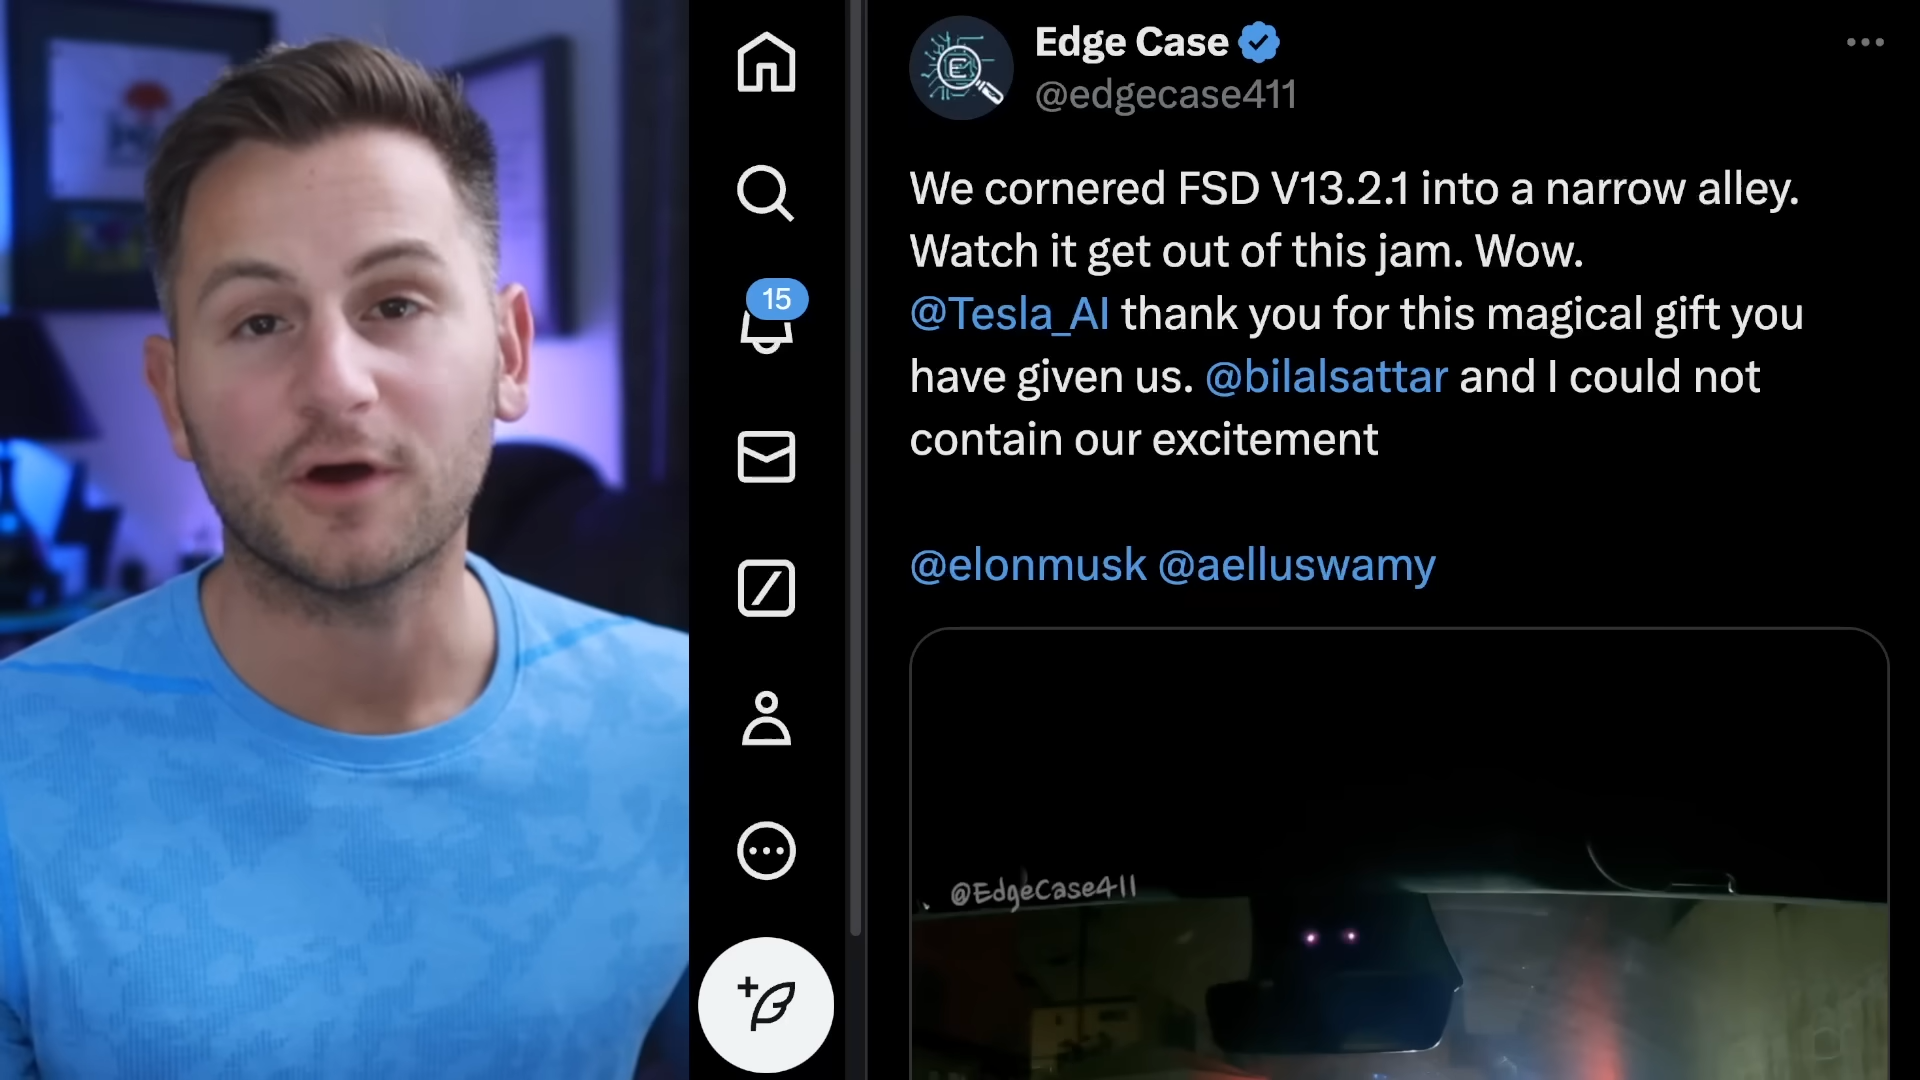 Edge Case
@edgecase411
We cornered FSD V13.2.1 into a narrow alley.
Watch it get out of this jam. Wow.
@Tesla_AI thank you for this magical gift you
have given us. @bilalsattar and I could not
contain our excitement
@elonmusk @aelluswamy
15
@EdgeCase411